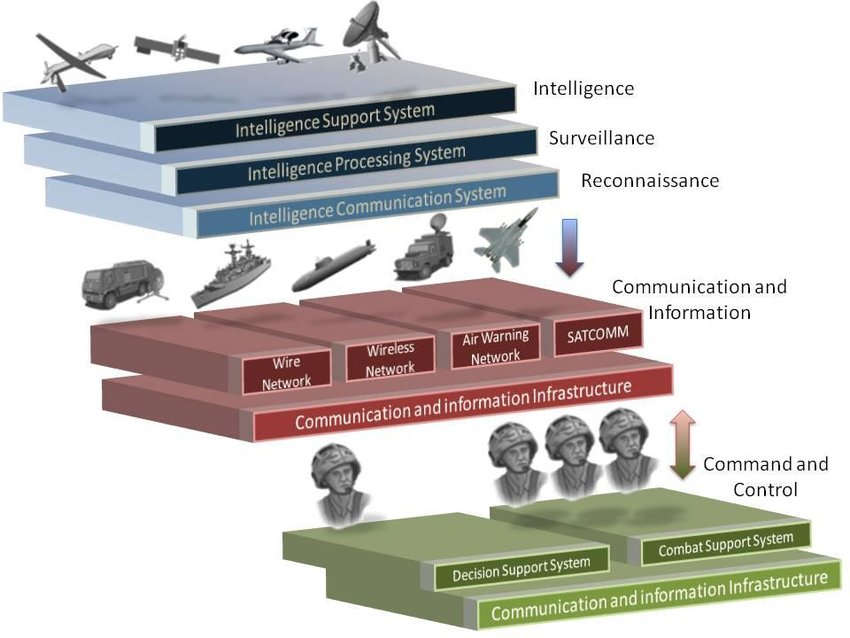 Intelligence Support System
Intelligence
Intelligence Processing System
Surveillance
Intelligence Communication System
Reconnaissance
Communication and
Information
Wire
Network
Wireless
Network
Air Warning
Network
SATCOMM
Communication and information Infrastructure
Command and
Control
Decision Support System
Combat Support System
Communication and information Infrastructure